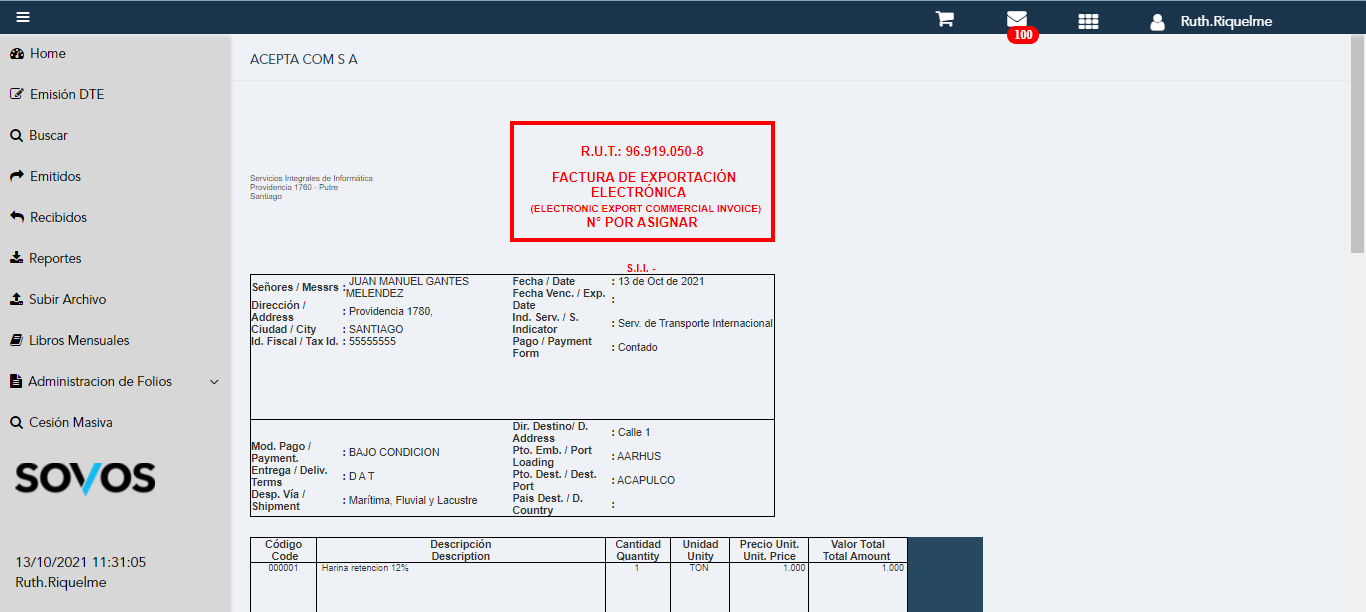 Ruth.Riquelme
100
Home
Emisión DTE
Buscar
Emitidos
Recibidos
Reportes
Subir Archivo
Libros Mensuales
Administracion de Folios
Cesión Masiva
SOVOS
13/10/2021 11:31:05
Ruth.Riquelme
ACEPTA COM S A
Servicios Integrales de Informática
Providencia 1760 - Putre
Santiago
R.U.T.: 96.919.050-8
FACTURA DE EXPORTACIÓN
ELECTRÓNICA
(ELECTRONIC EXPORT COMMERCIAL INVOICE)
N° POR ASIGNAR
S.I.I. -
Señores / Messrs : JUAN MANUEL GANTES
MELENDEZ
Dirección /
Address : Providencia 1780,
Ciudad / City : SANTIAGO
Id. Fiscal / Tax Id. : 55555555
Fecha / Date : 13 de Oct de 2021
Fecha Venc. / Exp.
Date :
Ind. Serv. / S.
Indicator : Serv. de Transporte Internacional
Pago / Payment
Form : Contado
Mod. Pago /
Payment. : BAJO CONDICION
Entrega / Deliv.
Terms : D A T
Desp. Vía /
Shipment : Marítima, Fluvial y Lacustre
Dir. Destino/ D.
Address : Calle 1
Pto. Emb. / Port
Loading : AARHUS
Pto. Dest. / Dest.
Port : ACAPULCO
Pais Dest. / D.
Country :
Código Descripción Cantidad Unidad Precio Unit. Valor Total
Code Description Quantity Unity Unit. Price Total Amount
000001 Harina retencion 12% 1 TON 1.000 1.000